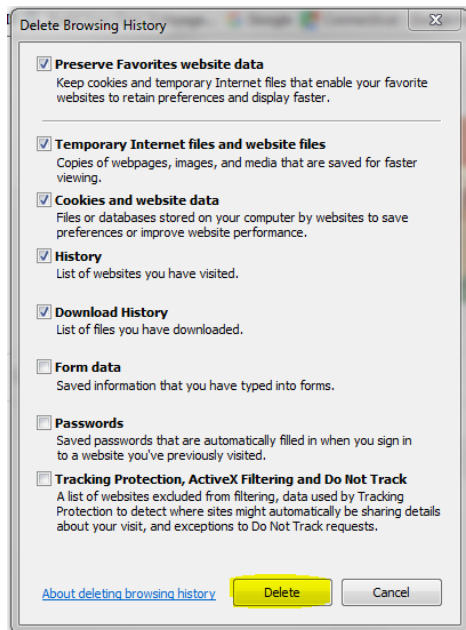 Delete Browsing History
Preserve Favorites website data
Keep cookies and temporary Internet files that enable your favorite
websites to retain preferences and display faster.
Temporary Internet files and website files
Copies of webpages, images, and media that are saved for faster
viewing.
Cookies and website data
Files or databases stored on your computer by websites to save
preferences or improve website performance.
History
List of websites you have visited.
Download History
List of files you have downloaded.
Form data
Saved information that you have typed into forms.
Passwords
Saved passwords that are automatically filled in when you sign in
to a website you've previously visited.
Tracking Protection, ActiveX Filtering and Do Not Track
A list of websites excluded from filtering, data used by Tracking
Protection to detect where sites might automatically be sharing details
about your visit, and exceptions to Do Not Track requests.
About deleting browsing history Delete Cancel